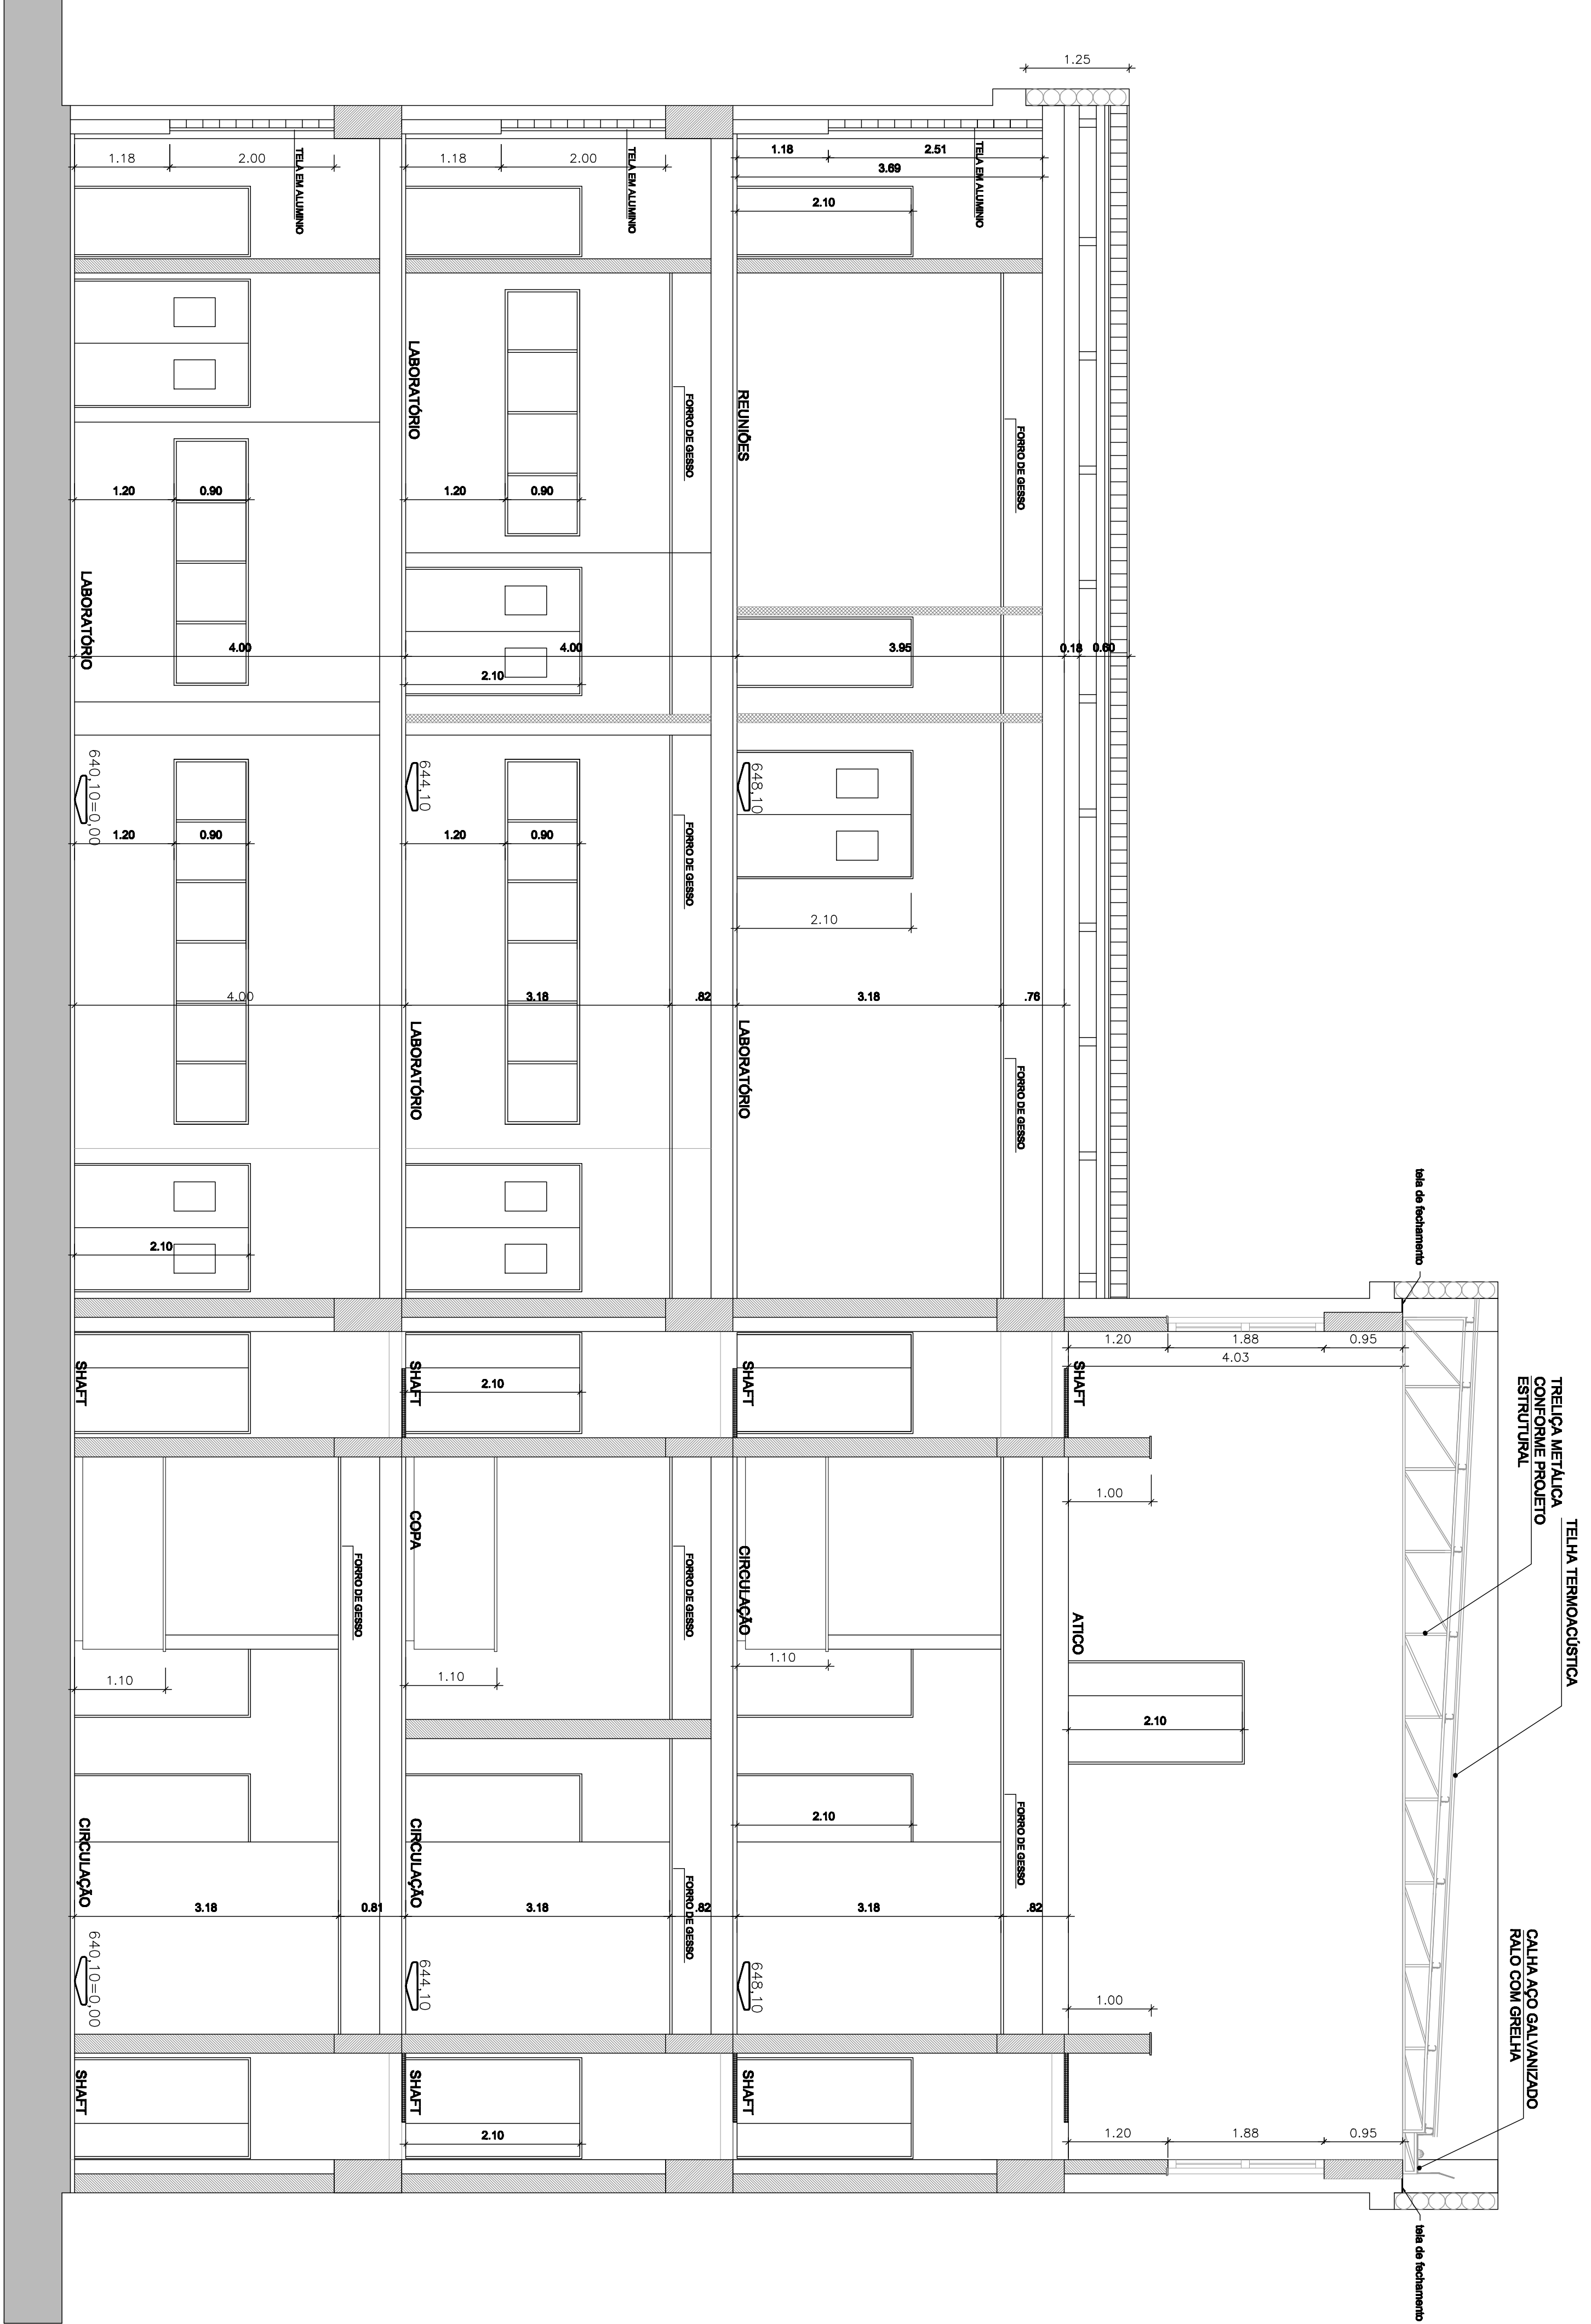 TELHA TERMOACÚSTICA
TRELIÇA METÁLICA
CONFORME PROJETO
ESTRUTURAL
CALHA AÇO GALVANIZADO
RALO COM GRELHA
tela de fechamento
tela de fechamento
1.20
1.88
0.95
4.03
1.20
1.88
0.95
1.25
SHAFT
1.00
ATICO
2.10
1.00
0.18
0.60
TELA EM ALUMINIO
1.18
2.51
3.69
2.10
FORRO DE GESSO
REUNIÕES
3.95
648,10
2.10
FORRO DE GESSO
LABORATÓRIO
3.18
.76
SHAFT
CIRCULAÇÃO
1.10
2.10
FORRO DE GESSO
3.18
.82
648,10
SHAFT
TELA EM ALUMINIO
1.18
2.00
FORRO DE GESSO
LABORATÓRIO
1.20
0.90
4.00
2.10
644,10
1.20
0.90
FORRO DE GESSO
LABORATÓRIO
3.18
.82
SHAFT
2.10
COPA
FORRO DE GESSO
1.10
CIRCULAÇÃO
FORRO DE GESSO
3.18
.82
644,10
SHAFT
2.10
TELA EM ALUMINIO
1.18
2.00
1.20
0.90
LABORATÓRIO
4.00
640,10=0,00
1.20
0.90
4.00
2.10
SHAFT
FORRO DE GESSO
1.10
CIRCULAÇÃO
3.18
0.81
640,10=0,00
SHAFT